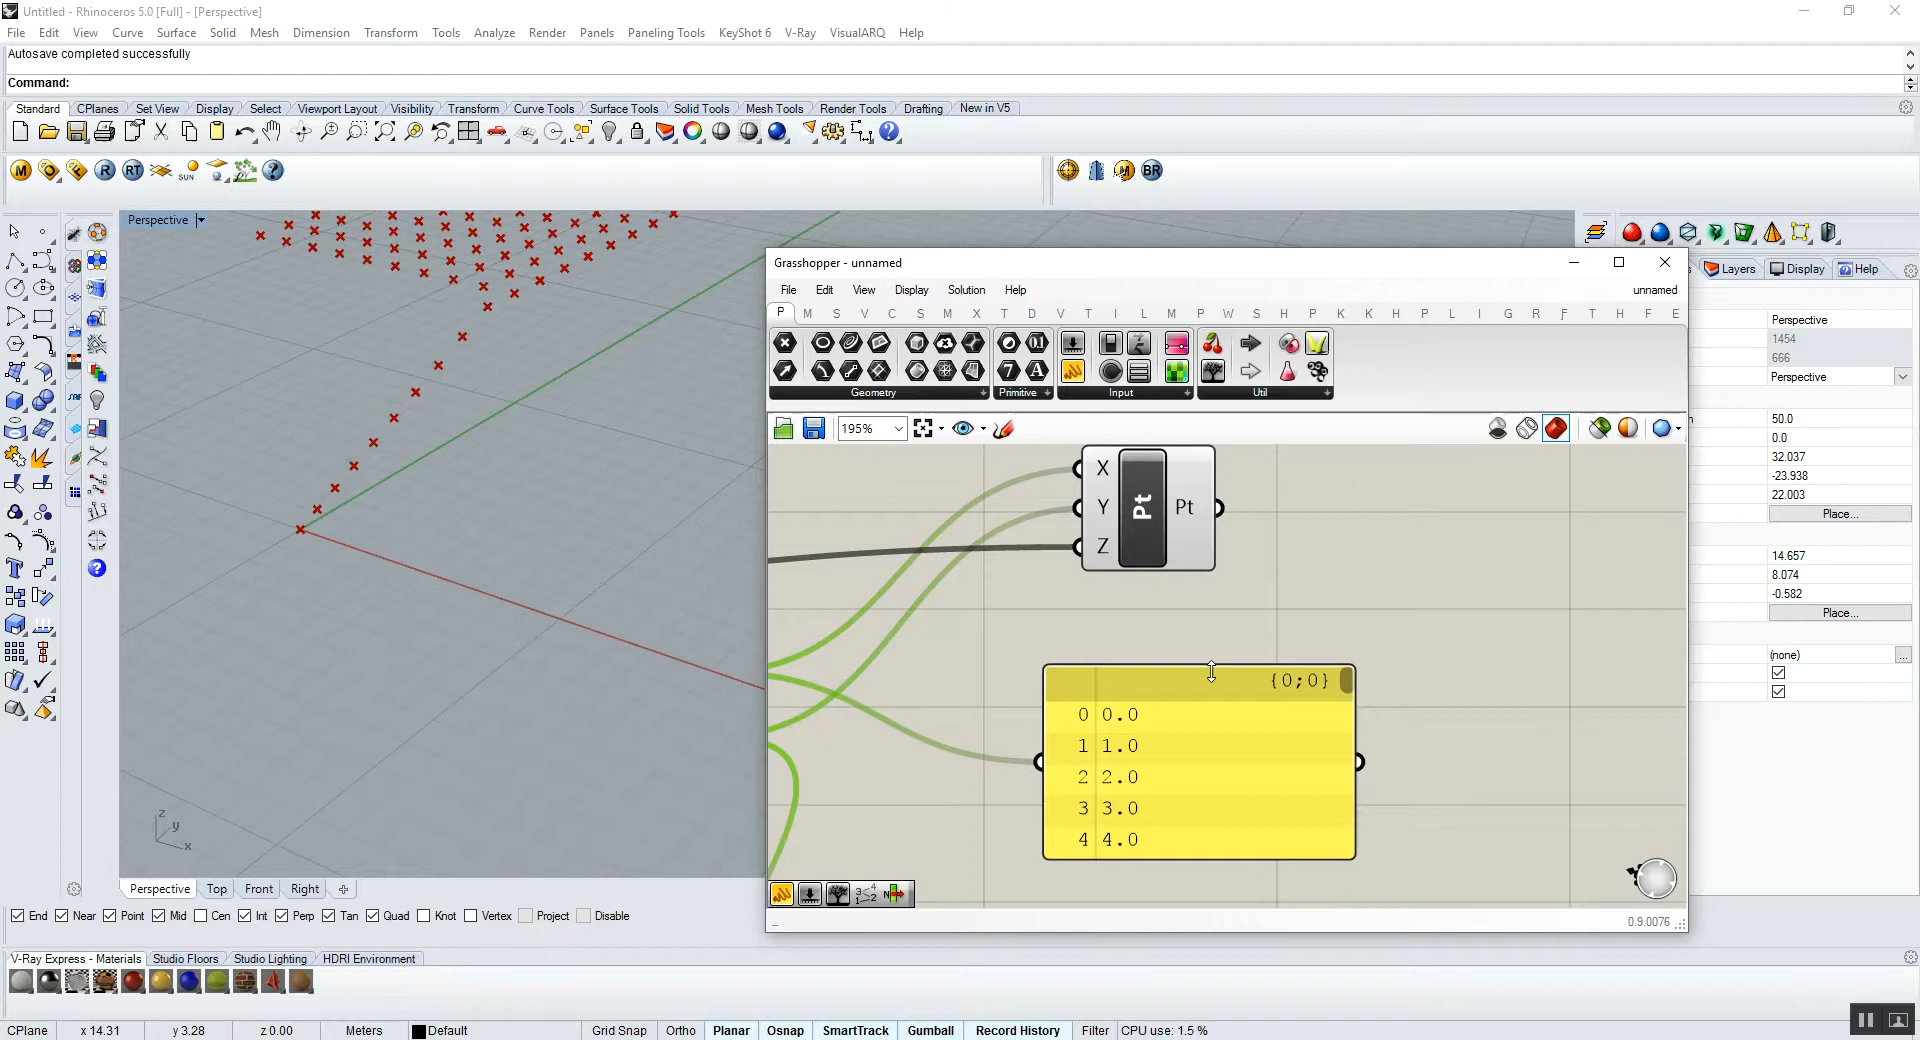 Untitled - Rhinoceros 5.0 [Full] - [Perspective]
File Edit View Curve Surface Solid Mesh Dimension Transform Tools Analyze Render Panels Paneling Tools KeyShot 6 V-Ray VisualARQ Help
Autosave completed successfully
Command:
Standard CPlanes Set View Display Select Viewport Layout Visibility Transform Curve Tools Surface Tools Solid Tools Mesh Tools Render Tools Drafting New in V5
M R RT SUN M BR
Perspective
Layers Display Help
Grasshopper - unnamed
File Edit View Display Solution Help unnamed
P M S V C S M X T D V T I L M P W S H P K K H P L I G R F T H F E
Geometry Primitive Input Util
195%
X
Y Pt Pt
Z
{0;0}
0 0.0
1 1.0
2 2.0
3 3.0
4 4.0
0.9.0076
Perspective
1454
666
Perspective
50.0
0.0
32.037
-23.938
22.003
Place...
14.657
8.074
-0.582
Place...
(none) ...
z
y
x
Perspective Top Front Right
End Near Point Mid Cen Int Perp Tan Quad Knot Vertex Project Disable
V-Ray Express - Materials Studio Floors Studio Lighting HDRI Environment
CPlane x 14.31 y 3.28 z 0.00 Meters Default Grid Snap Ortho Planar Osnap SmartTrack Gumball Record History Filter CPU use: 1.5 %